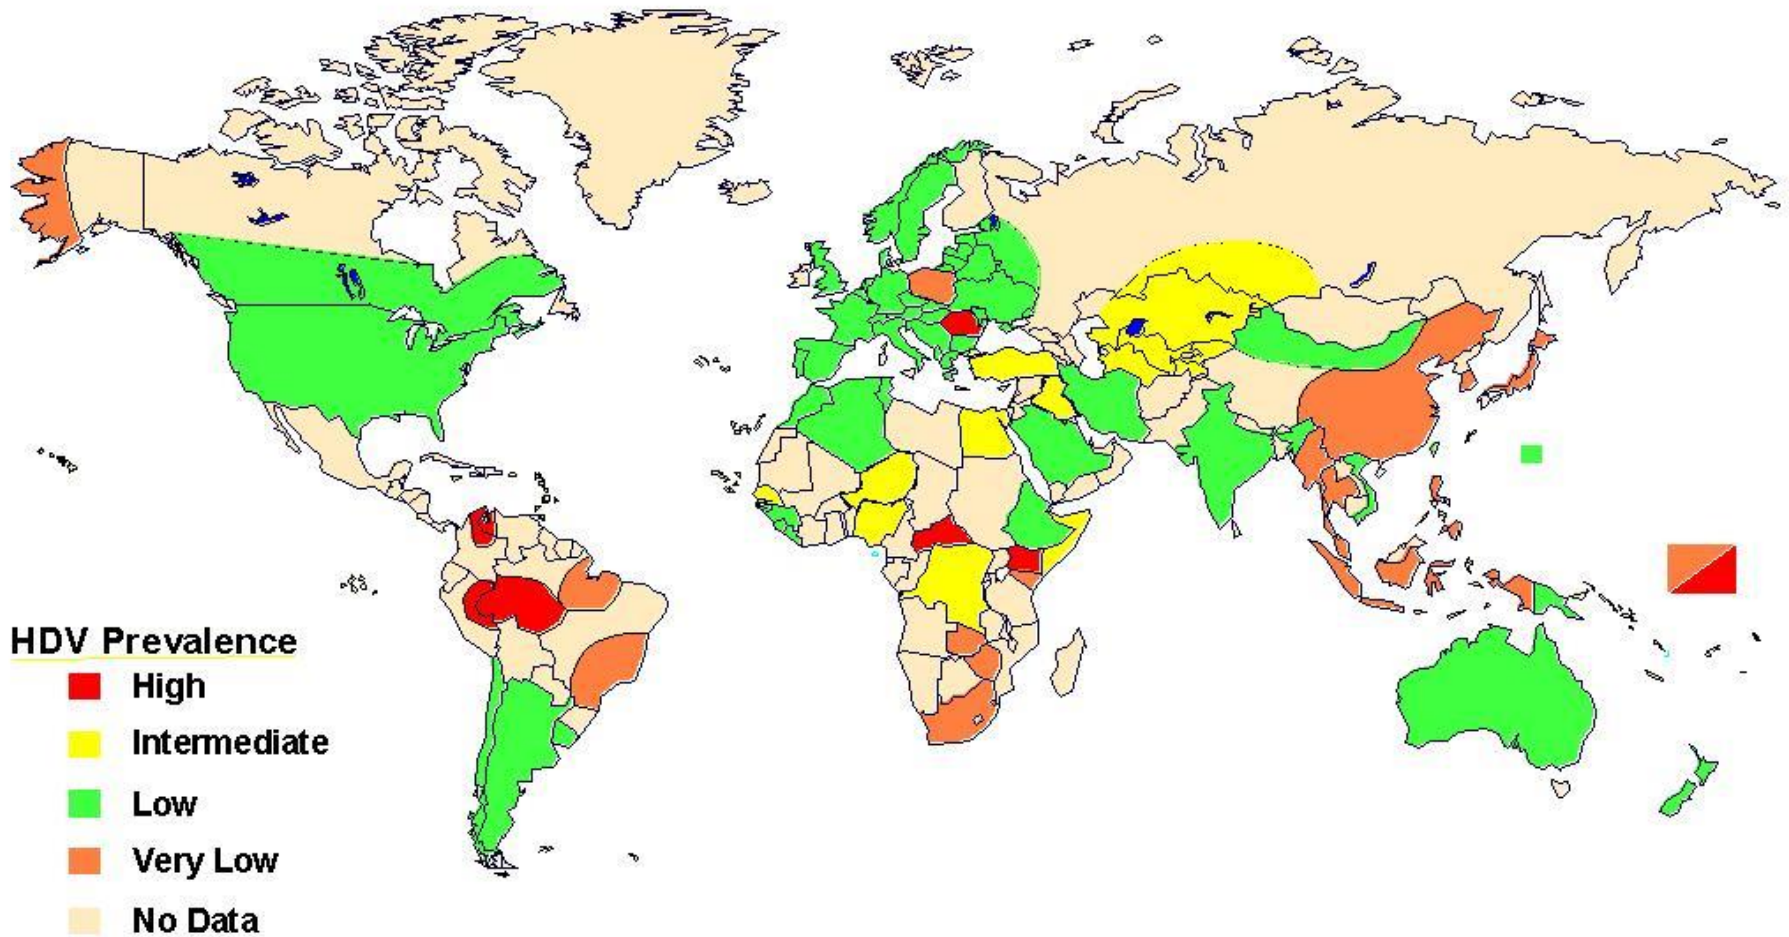 HDV Prevalence
High
Intermediate
Low
Very Low
No Data